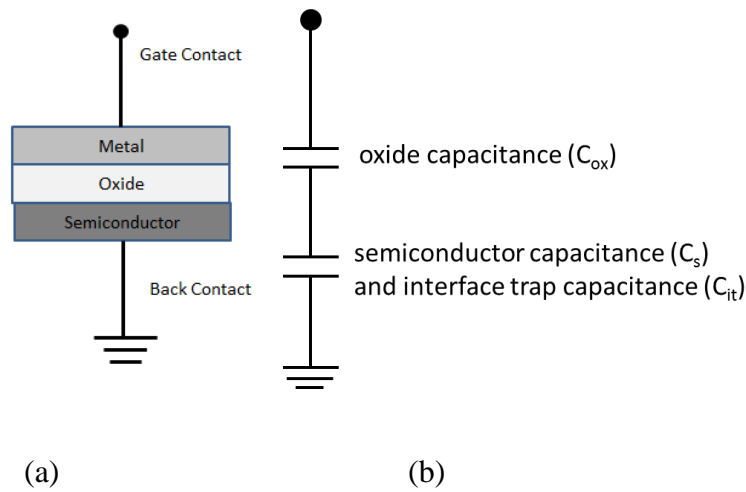 Gate Contact
Metal
Oxide
Semiconductor
Back Contact
oxide capacitance (Cox)
semiconductor capacitance (Cs)
and interface trap capacitance (Cit)
(a)
(b)